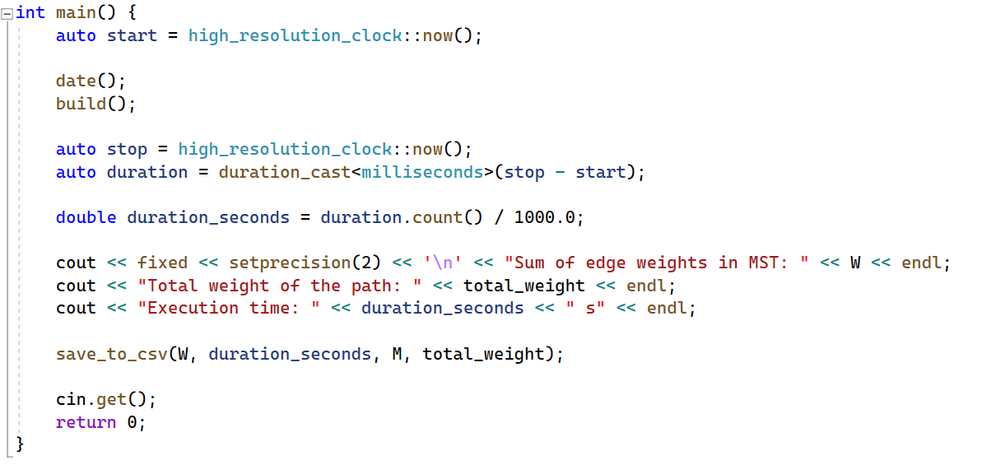 int main() {
    auto start = high_resolution_clock::now();

    date();
    build();

    auto stop = high_resolution_clock::now();
    auto duration = duration_cast<milliseconds>(stop - start);

    double duration_seconds = duration.count() / 1000.0;

    cout << fixed << setprecision(2) << '\n' << "Sum of edge weights in MST: " << W << endl;
    cout << "Total weight of the path: " << total_weight << endl;
    cout << "Execution time: " << duration_seconds << " s" << endl;

    save_to_csv(W, duration_seconds, M, total_weight);

    cin.get();
    return 0;
}